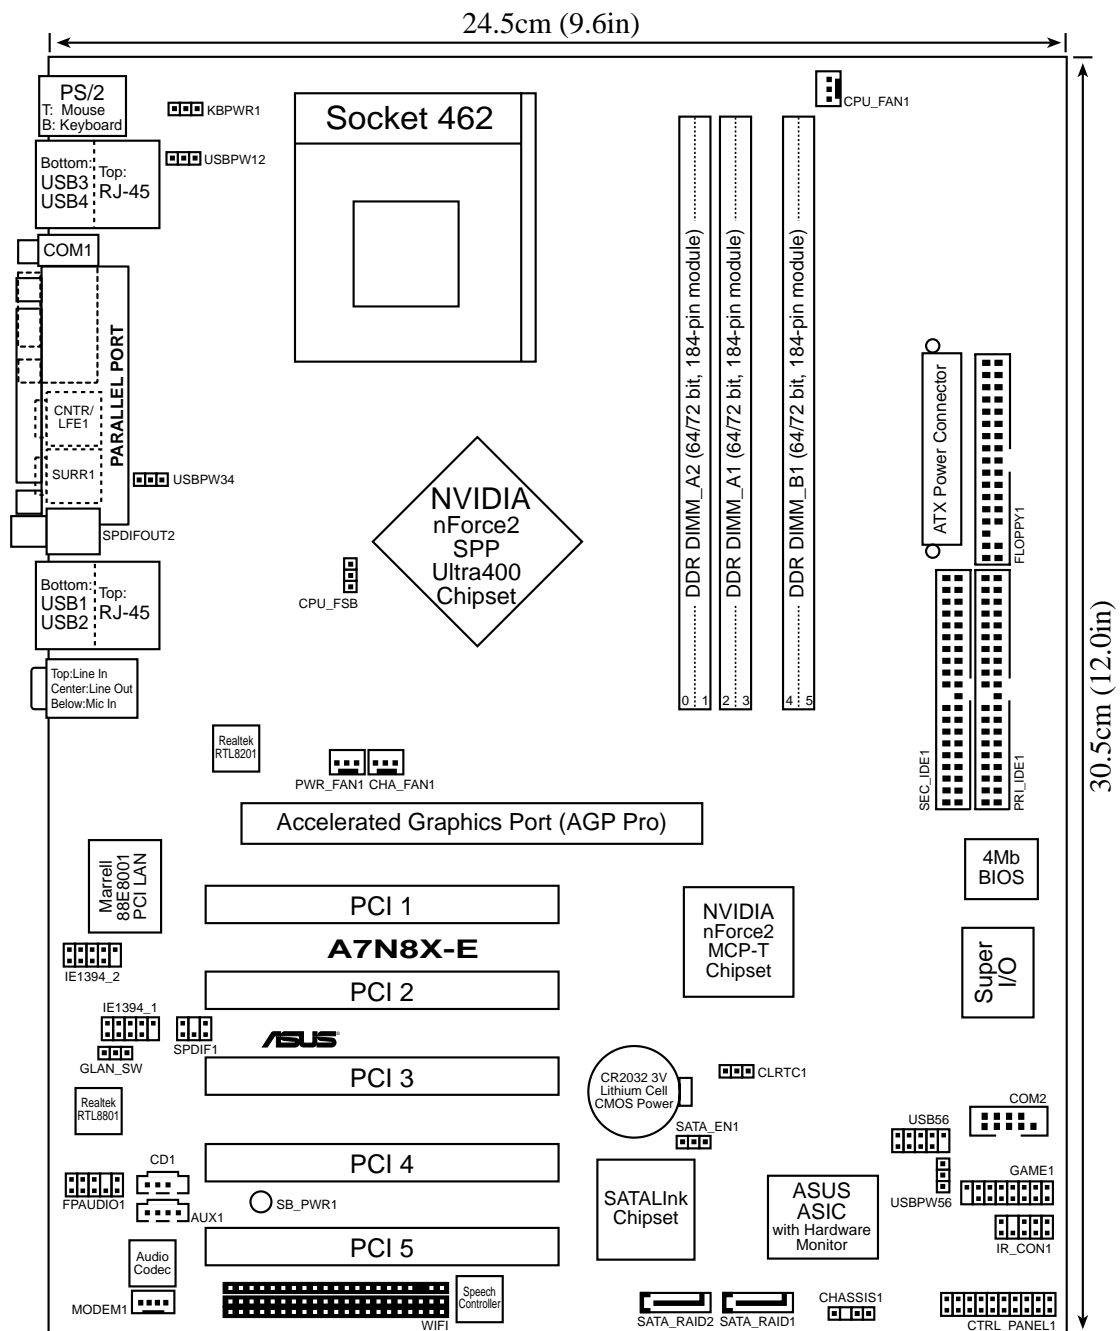 24.5cm (9.6in)
30.5cm (12.0in)
PS/2
T: Mouse
B: Keyboard
KBPWR1
USBPW12
Bottom:
USB3
USB4
Top:
RJ-45
COM1
PARALLEL PORT
CNTR/
LFE1
SURR1
USBPW34
SPDIFOUT2
Bottom:
USB1
USB2
Top:
RJ-45
Top:Line In
Center:Line Out
Below:Mic In
Socket 462
CPU_FAN1
DDR DIMM_A2 (64/72 bit, 184-pin module)
DDR DIMM_A1 (64/72 bit, 184-pin module)
DDR DIMM_B1 (64/72 bit, 184-pin module)
0 1
2 3
4 5
ATX Power Connector
FLOPPY1
NVIDIA
nForce2
SPP
Ultra400
Chipset
CPU_FSB
SEC_IDE1
PRI_IDE1
Realtek
RTL8201
PWR_FAN1
CHA_FAN1
Accelerated Graphics Port (AGP Pro)
Marrell
88E8001
PCI LAN
4Mb
BIOS
PCI 1
NVIDIA
nForce2
MCP-T
Chipset
Super
I/O
A7N8X-E
IE1394_2
PCI 2
IE1394_1
SPDIF1
GLAN_SW
ASUS
PCI 3
CR2032 3V
Lithium Cell
CMOS Power
CLRTC1
Realtek
RTL8801
SATA_EN1
COM2
USB56
CD1
PCI 4
FPAUDIO1
AUX1
SB_PWR1
SATALInk
Chipset
ASUS
ASIC
with Hardware
Monitor
USBPW56
GAME1
IR_CON1
PCI 5
Audio
Codec
MODEM1
WIFI
Speech
Controller
SATA_RAID2
SATA_RAID1
CHASSIS1
CTRL_PANEL1